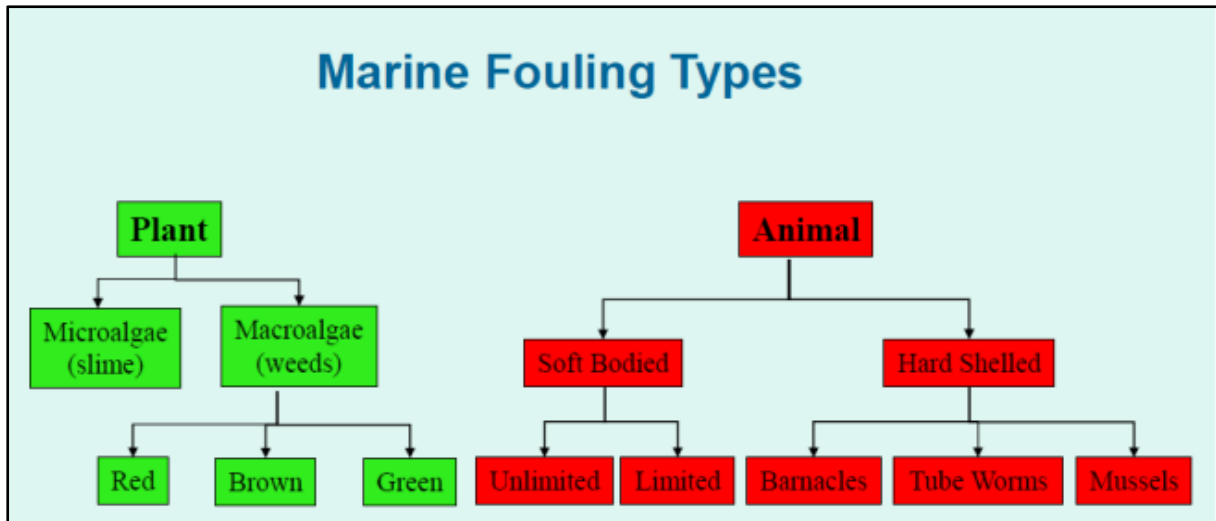 Marine Fouling Types
Plant
Animal
Microalgae
(slime)
Macroalgae
(weeds)
Soft Bodied
Hard Shelled
Red
Brown
Green
Unlimited
Limited
Barnacles
Tube Worms
Mussels